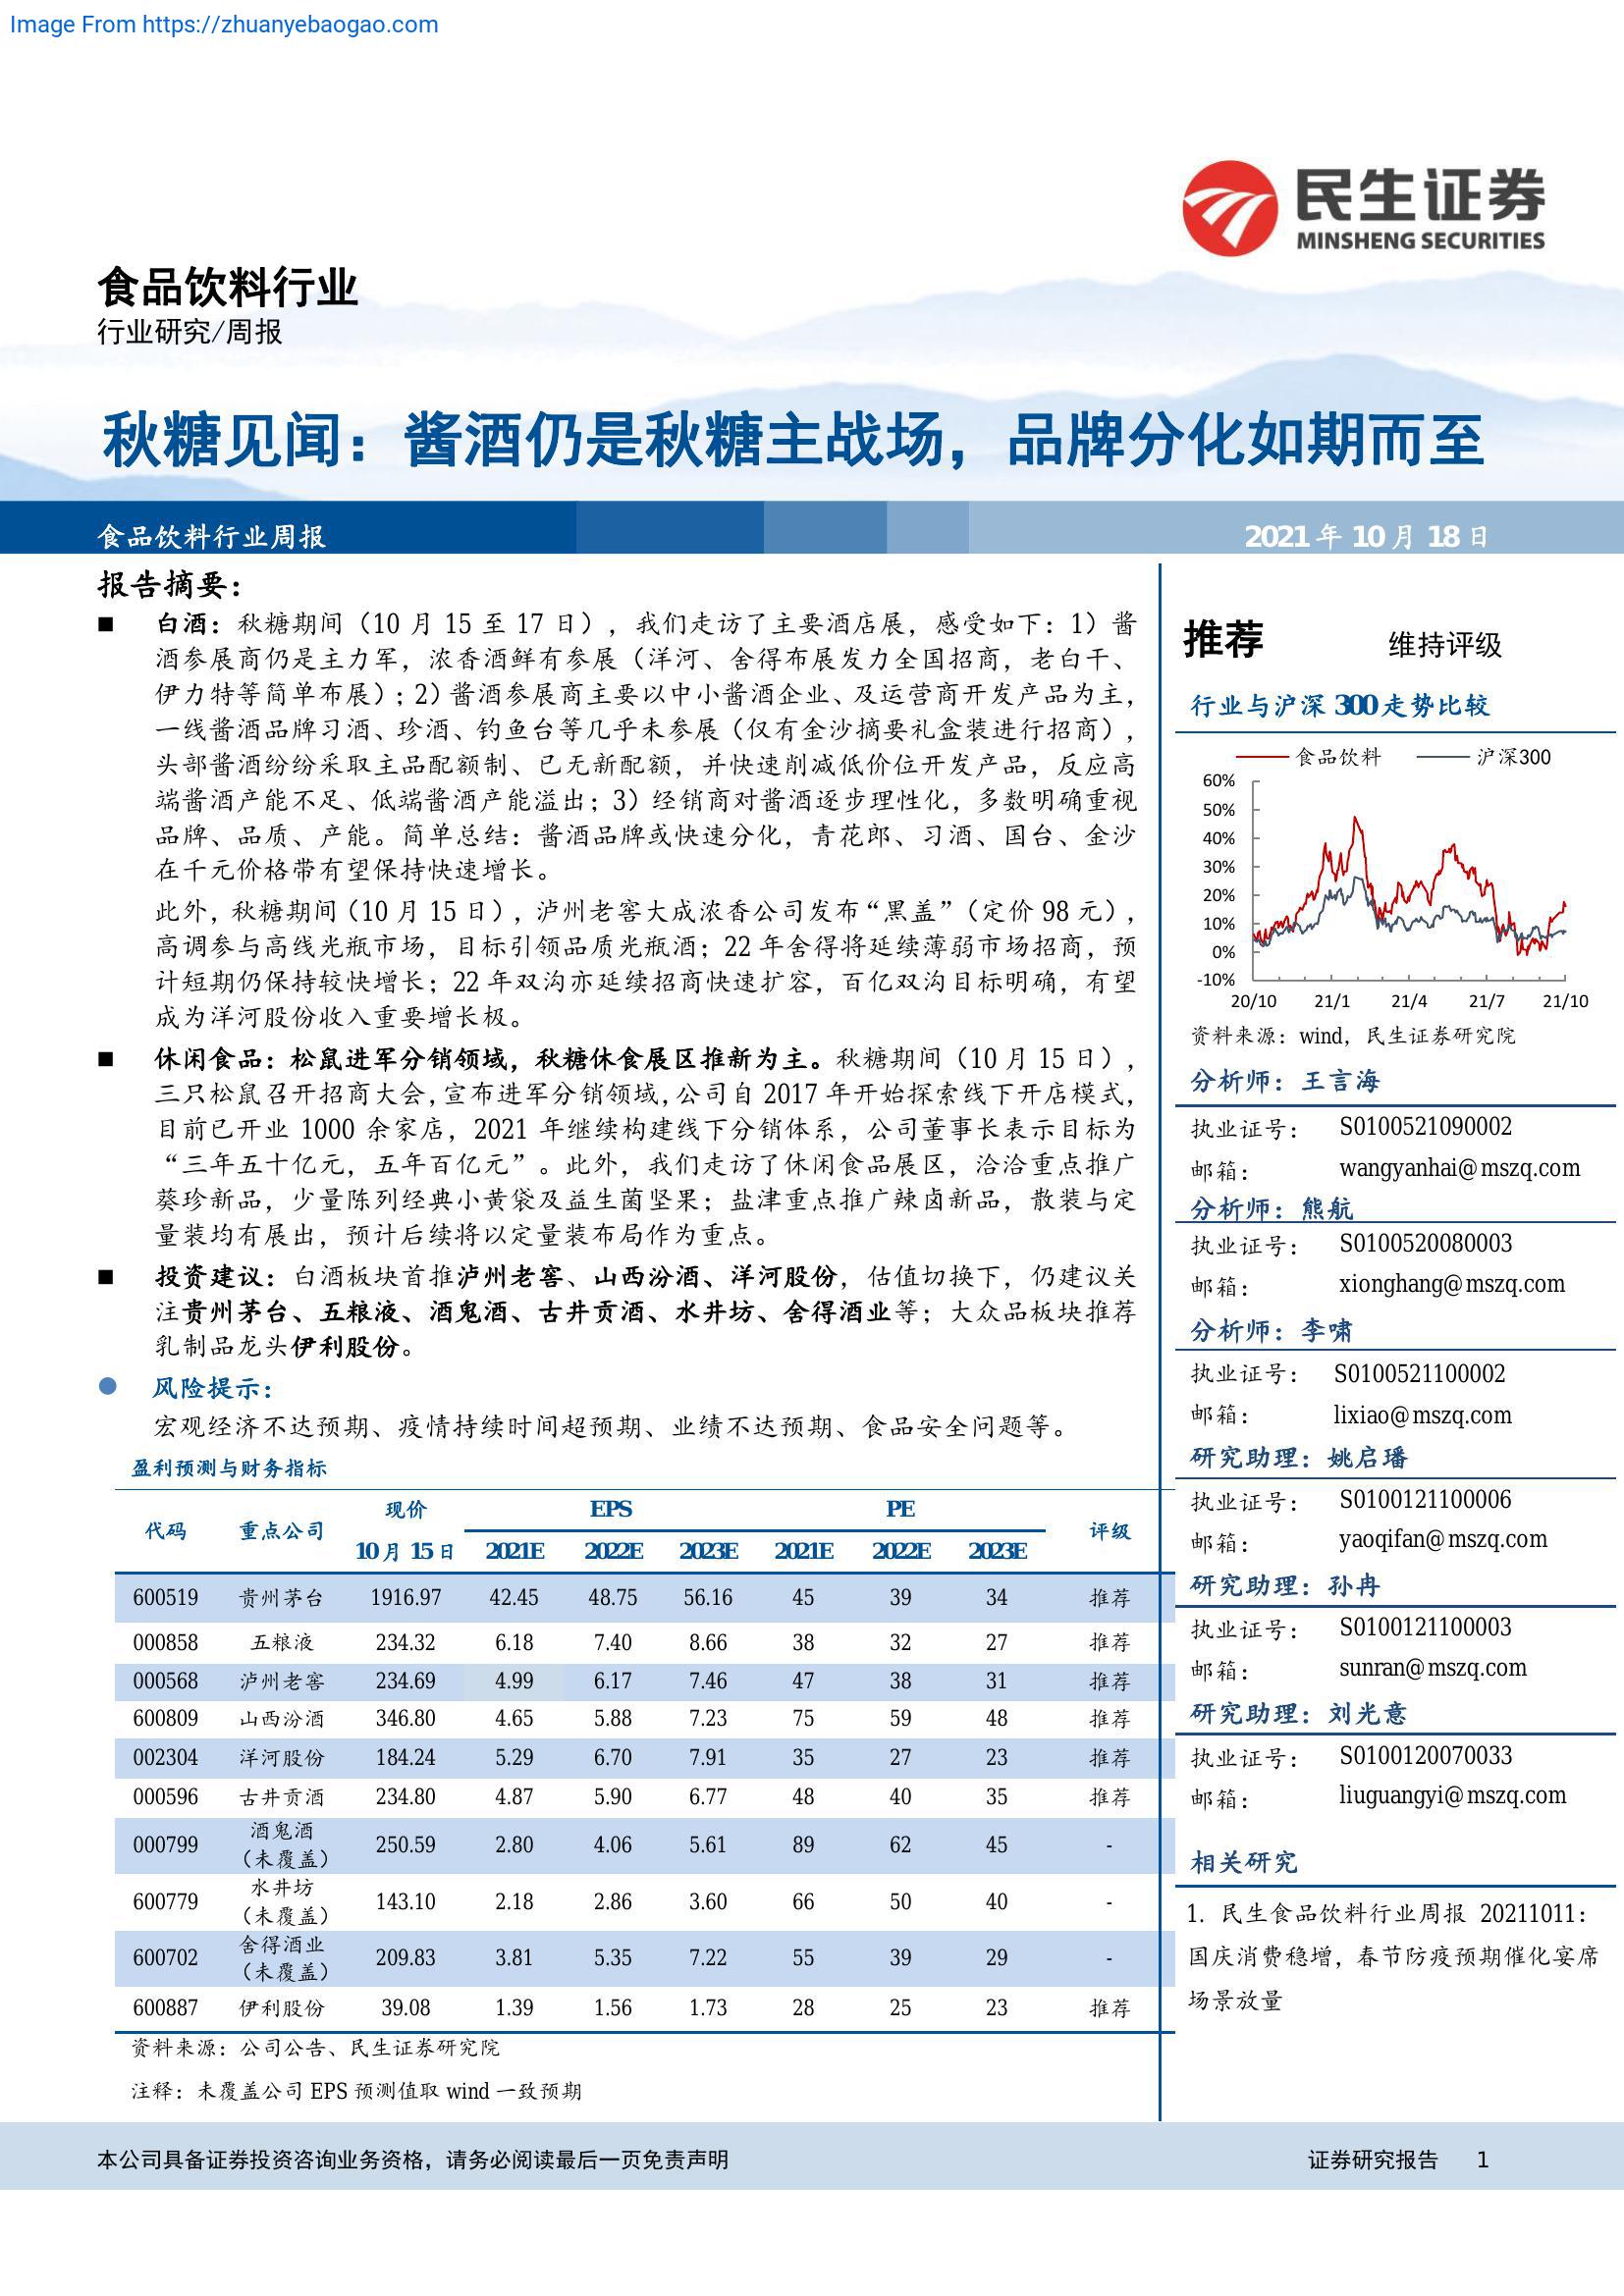 Image From https://zhuanyebaogao.com
民生证券
MINSHENG SECURITIES
食品饮料行业
行业研究/周报
秋糖见闻：酱酒仍是秋糖主战场，品牌分化如期而至
食品饮料行业周报
2021 年 10 月 18 日
报告摘要：
■ 白酒：秋糖期间（10 月 15 至 17 日），我们走访了主要酒店展，感受如下：1）酱
酒参展商仍是主力军，浓香酒鲜有参展（洋河、舍得布展发力全国招商，老白干、
伊力特等简单布展）；2）酱酒参展商主要以中小酱酒企业、及运营商开发产品为主，
一线酱酒品牌习酒、珍酒、钓鱼台等几乎未参展（仅有金沙摘要礼盒装进行招商），
头部酱酒纷纷采取主品配额制、已无新配额，并快速削减低价位开发产品，反应高
端酱酒产能不足、低端酱酒产能溢出；3）经销商对酱酒逐步理性化，多数明确重视
品牌、品质、产能。简单总结：酱酒品牌或快速分化，青花郎、习酒、国台、金沙
在千元价格带有望保持快速增长。
此外，秋糖期间（10 月 15 日），泸州老窖大成浓香公司发布“黑盖”（定价 98 元），
高调参与高线光瓶市场，目标引领品质光瓶酒；22 年舍得将延续薄弱市场招商，预
计短期仍保持较快增长；22 年双沟亦延续招商快速扩容，百亿双沟目标明确，有望
成为洋河股份收入重要增长极。
■ 休闲食品：松鼠进军分销领域，秋糖休食展区推新为主。秋糖期间（10 月 15 日），
三只松鼠召开招商大会，宣布进军分销领域，公司自 2017 年开始探索线下开店模式，
目前已开业 1000 余家店，2021 年继续构建线下分销体系，公司董事长表示目标为
“三年五十亿元，五年百亿元”。此外，我们走访了休闲食品展区，洽洽重点推广
葵珍新品，少量陈列经典小黄袋及益生菌坚果；盐津重点推广辣卤新品，散装与定
量装均有展出，预计后续将以定量装布局作为重点。
■ 投资建议：白酒板块首推泸州老窖、山西汾酒、洋河股份，估值切换下，仍建议关
注贵州茅台、五粮液、酒鬼酒、古井贡酒、水井坊、舍得酒业等；大众品板块推荐
乳制品龙头伊利股份。
● 风险提示：
宏观经济不达预期、疫情持续时间超预期、业绩不达预期、食品安全问题等。
盈利预测与财务指标
代码 重点公司 现价 EPS PE 评级
10 月 15 日 2021E 2022E 2023E 2021E 2022E 2023E
600519 贵州茅台 1916.97 42.45 48.75 56.16 45 39 34 推荐
000858 五粮液 234.32 6.18 7.40 8.66 38 32 27 推荐
000568 泸州老窖 234.69 4.99 6.17 7.46 47 38 31 推荐
600809 山西汾酒 346.80 4.65 5.88 7.23 75 59 48 推荐
002304 洋河股份 184.24 5.29 6.70 7.91 35 27 23 推荐
000596 古井贡酒 234.80 4.87 5.90 6.77 48 40 35 推荐
000799 酒鬼酒（未覆盖） 250.59 2.80 4.06 5.61 89 62 45 -
600779 水井坊（未覆盖） 143.10 2.18 2.86 3.60 66 50 40 -
600702 舍得酒业（未覆盖） 209.83 3.81 5.35 7.22 55 39 29 -
600887 伊利股份 39.08 1.39 1.56 1.73 28 25 23 推荐
资料来源：公司公告、民生证券研究院
注释：未覆盖公司 EPS 预测值取 wind 一致预期
推荐 维持评级
行业与沪深 300 走势比较
食品饮料 沪深300
60%
50%
40%
30%
20%
10%
0%
-10%
20/10 21/1 21/4 21/7 21/10
资料来源：wind，民生证券研究院
分析师：王言海
执业证号： S0100521090002
邮箱： wangyanhai@mszq.com
分析师：熊航
执业证号： S0100520080003
邮箱： xionghang@mszq.com
分析师：李啸
执业证号： S0100521100002
邮箱： lixiao@mszq.com
研究助理：姚启璠
执业证号： S0100121100006
邮箱： yaoqifan@mszq.com
研究助理：孙冉
执业证号： S0100121100003
邮箱： sunran@mszq.com
研究助理：刘光意
执业证号： S0100120070033
邮箱： liuguangyi@mszq.com
相关研究
1. 民生食品饮料行业周报 20211011：
国庆消费稳增，春节防疫预期催化宴席
场景放量
本公司具备证券投资咨询业务资格，请务必阅读最后一页免责声明
证券研究报告 1